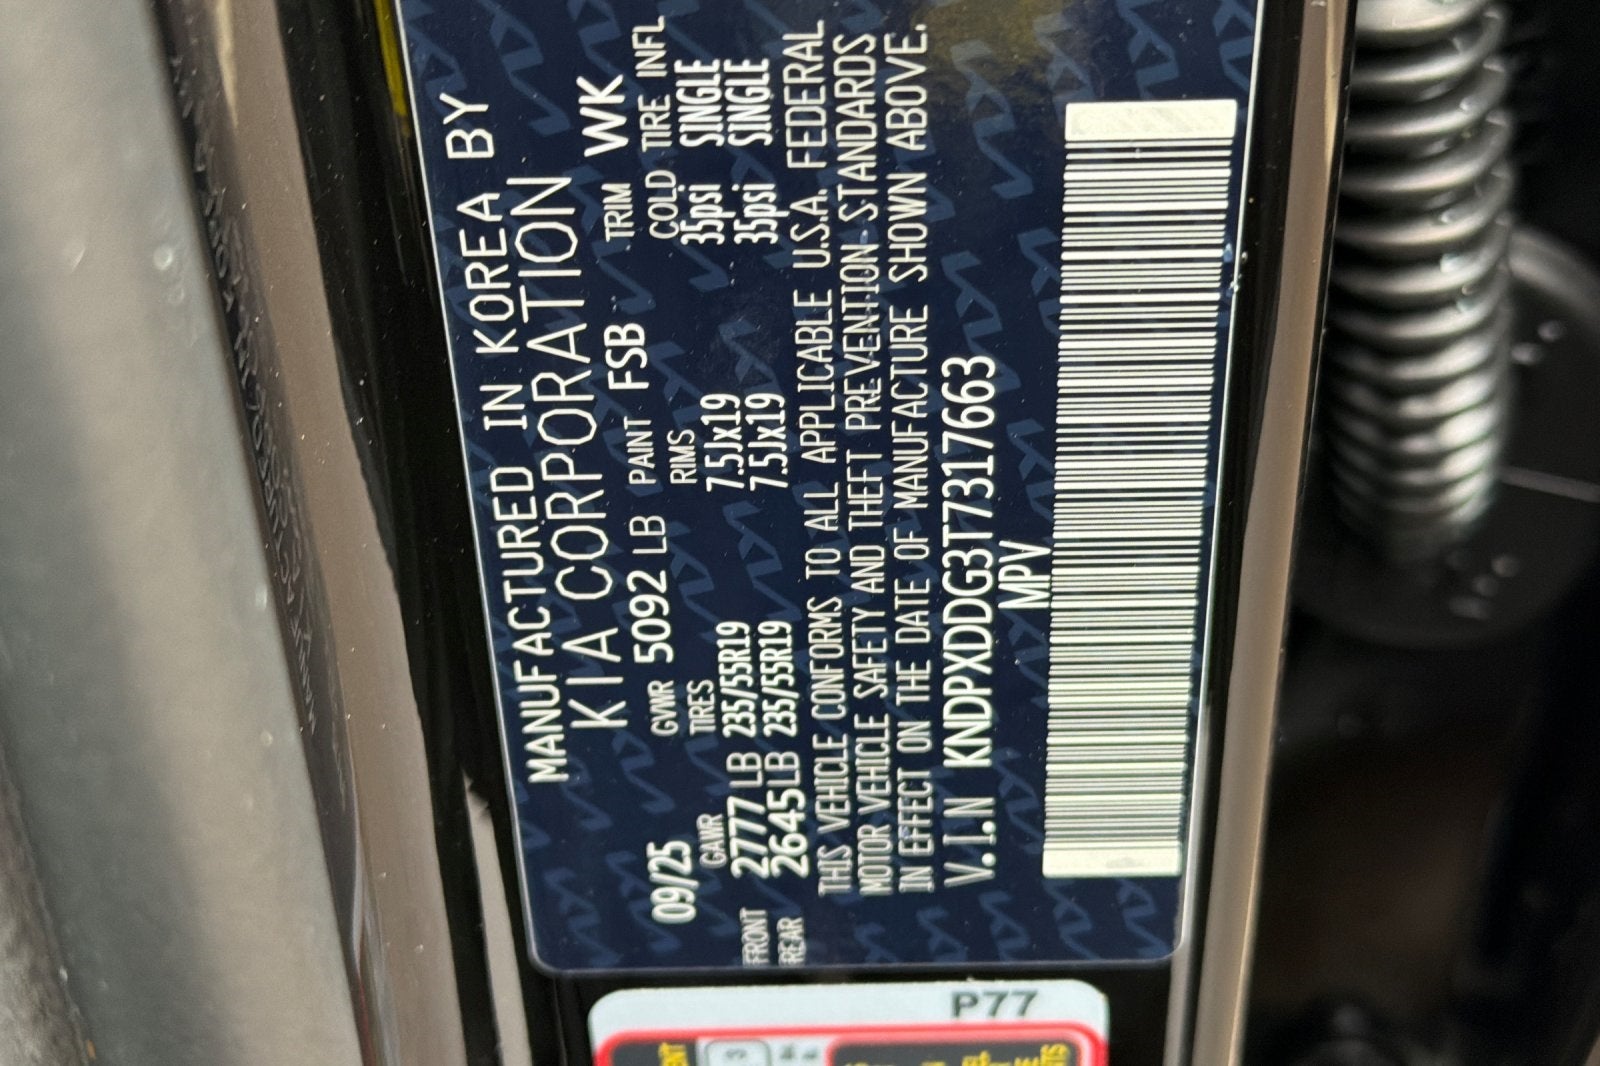 MANUFACTURED IN KOREA BY
KIA CORPORATION
09/25 GVWR 5092 LB PAINT FSB TRIM WK
GAWR TIRES RIMS COLD TIRE INFL
FRONT 2777 LB 235/55R19 7.5Jx19 35psi SINGLE
REAR 2645LB 235/55R19 7.5Jx19 35psi SINGLE
THIS VEHICLE CONFORMS TO ALL APPLICABLE U.S.A. FEDERAL
MOTOR VEHICLE SAFETY AND THEFT PREVENTION STANDARDS
IN EFFECT ON THE DATE OF MANUFACTURE SHOWN ABOVE.
V.I.N KNDPXDDG3T7317663
MPV
P77